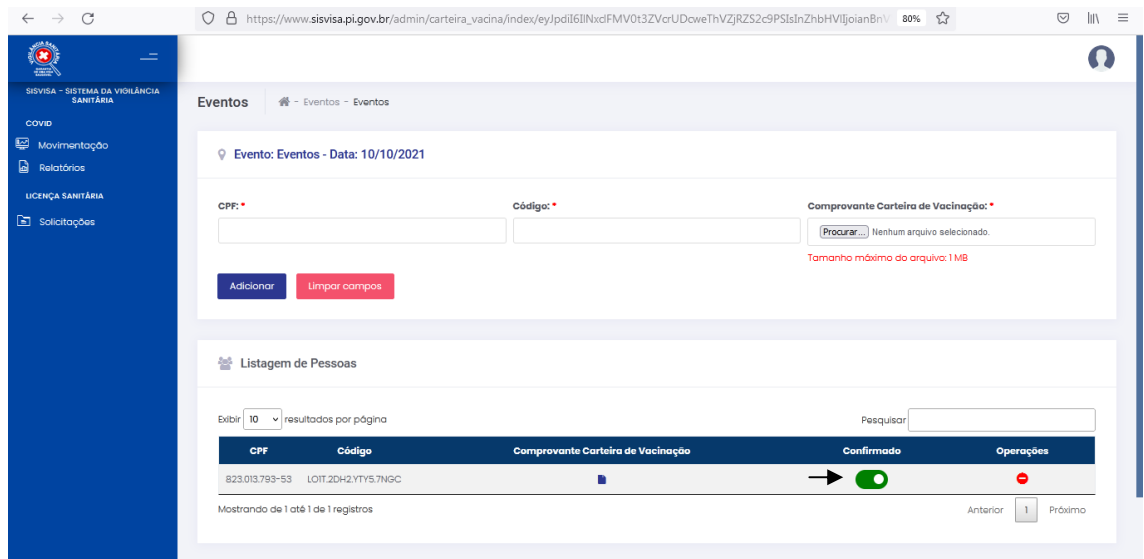 https://www.sisvisa.pi.gov.br/admin/carteira_vacina/index/eyJpdiI6IlNxdFMV0t3ZVcrUDcweThVZjRZS2c9PSIsInZhbHVlIjoianBnV
80%
SISVISA - SISTEMA DA VIGILÂNCIA
SANITÁRIA
COVID
Movimentação
Relatórios
LICENÇA SANITÁRIA
Solicitações
Eventos
- Eventos - Eventos
Evento: Eventos - Data: 10/10/2021
CPF: * Código: * Comprovante Carteira de Vacinação: *
Procurar... Nenhum arquivo selecionado.
Tamanho máximo do arquivo: 1 MB
Adicionar Limpar campos
Listagem de Pessoas
Exibir 10 resultados por página Pesquisar
CPF Código Comprovante Carteira de Vacinação Confirmado Operações
823.013.793-53 LO1T.2DH2.YTY5.7NGC
Mostrando de 1 até 1 de 1 registros Anterior 1 Próximo